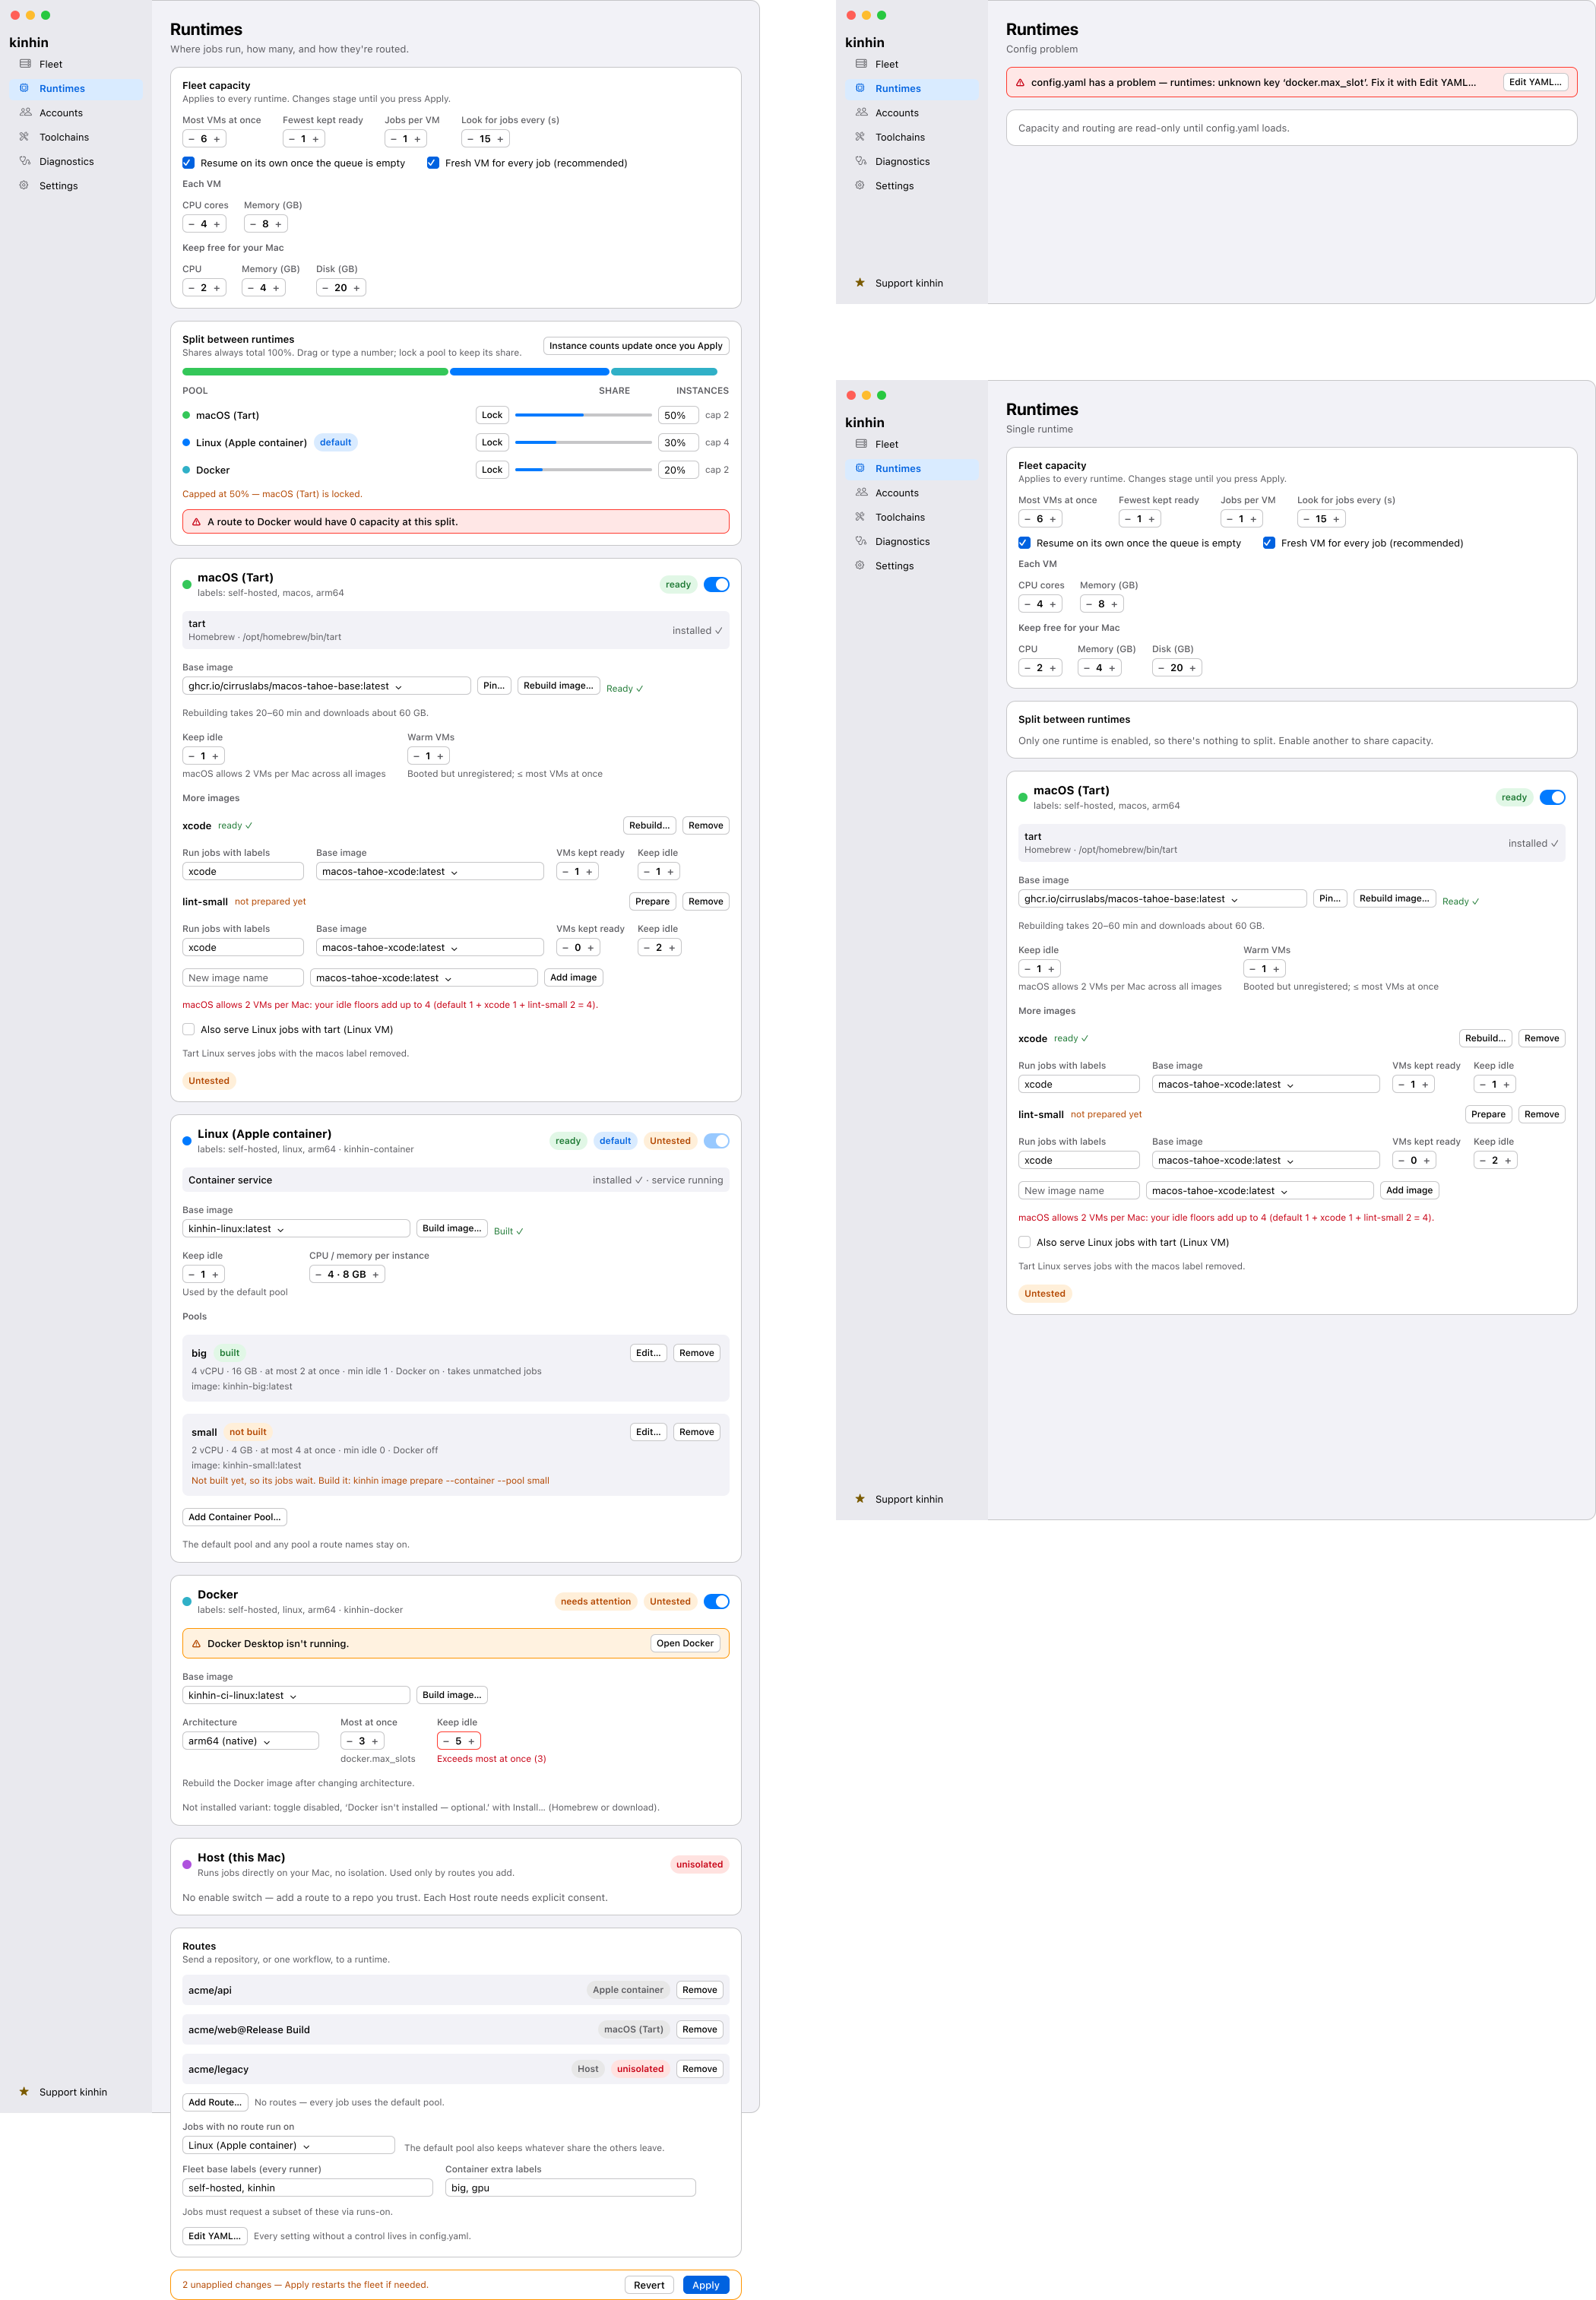 kinhin
Fleet
Runtimes
Accounts
Toolchains
Diagnostics
Settings
Support kinhin
Runtimes
Where jobs run, how many, and how they're routed.
Fleet capacity
Applies to every runtime. Changes stage until you press Apply.
Most VMs at once Fewest kept ready Jobs per VM Look for jobs every (s)
− 6 + − 1 + − 1 + − 15 +
Resume on its own once the queue is empty Fresh VM for every job (recommended)
Each VM
CPU cores Memory (GB)
− 4 + − 8 +
Keep free for your Mac
CPU Memory (GB) Disk (GB)
− 2 + − 4 + − 20 +
Split between runtimes
Shares always total 100%. Drag or type a number; lock a pool to keep its share.
Instance counts update once you Apply
POOL SHARE INSTANCES
macOS (Tart) Lock 50% cap 2
Linux (Apple container) default Lock 30% cap 4
Docker Lock 20% cap 2
Capped at 50% — macOS (Tart) is locked.
A route to Docker would have 0 capacity at this split.
macOS (Tart)
labels: self-hosted, macos, arm64
ready
tart
Homebrew · /opt/homebrew/bin/tart
installed ✓
Base image
ghcr.io/cirruslabs/macos-tahoe-base:latest Pin... Rebuild image... Ready ✓
Rebuilding takes 20–60 min and downloads about 60 GB.
Keep idle Warm VMs
− 1 + − 1 +
macOS allows 2 VMs per Mac across all images Booted but unregistered; ≤ most VMs at once
More images
xcode ready ✓ Rebuild... Remove
Run jobs with labels Base image VMs kept ready Keep idle
xcode macos-tahoe-xcode:latest − 1 + − 1 +
lint-small not prepared yet Prepare Remove
Run jobs with labels Base image VMs kept ready Keep idle
xcode macos-tahoe-xcode:latest − 0 + − 2 +
New image name macos-tahoe-xcode:latest Add image
macOS allows 2 VMs per Mac: your idle floors add up to 4 (default 1 + xcode 1 + lint-small 2 = 4).
Also serve Linux jobs with tart (Linux VM)
Tart Linux serves jobs with the macos label removed.
Untested
Linux (Apple container)
labels: self-hosted, linux, arm64 · kinhin-container
ready default Untested
Container service installed ✓ · service running
Base image
kinhin-linux:latest Build image... Built ✓
Keep idle CPU / memory per instance
− 1 + − 4 · 8 GB +
Used by the default pool
Pools
big built Edit... Remove
4 vCPU · 16 GB · at most 2 at once · min idle 1 · Docker on · takes unmatched jobs
image: kinhin-big:latest
small not built Edit... Remove
2 vCPU · 4 GB · at most 4 at once · min idle 0 · Docker off
image: kinhin-small:latest
Not built yet, so its jobs wait. Build it: kinhin image prepare --container --pool small
Add Container Pool...
The default pool and any pool a route names stay on.
Docker
labels: self-hosted, linux, arm64 · kinhin-docker
needs attention Untested
Docker Desktop isn't running. Open Docker
Base image
kinhin-ci-linux:latest Build image...
Architecture Most at once Keep idle
arm64 (native) − 3 + − 5 +
docker.max_slots Exceeds most at once (3)
Rebuild the Docker image after changing architecture.
Not installed variant: toggle disabled, ‘Docker isn't installed — optional.’ with Install... (Homebrew or download).
Host (this Mac)
Runs jobs directly on your Mac, no isolation. Used only by routes you add.
unisolated
No enable switch — add a route to a repo you trust. Each Host route needs explicit consent.
Routes
Send a repository, or one workflow, to a runtime.
acme/api Apple container Remove
acme/web@Release Build macOS (Tart) Remove
acme/legacy Host unisolated Remove
Add Route... No routes — every job uses the default pool.
Jobs with no route run on
Linux (Apple container) The default pool also keeps whatever share the others leave.
Fleet base labels (every runner) Container extra labels
self-hosted, kinhin big, gpu
Jobs must request a subset of these via runs-on.
Edit YAML... Every setting without a control lives in config.yaml.
2 unapplied changes — Apply restarts the fleet if needed. Revert Apply
kinhin
Fleet
Runtimes
Accounts
Toolchains
Diagnostics
Settings
Support kinhin
Runtimes
Config problem
config.yaml has a problem — runtimes: unknown key ‘docker.max_slot’. Fix it with Edit YAML... Edit YAML...
Capacity and routing are read-only until config.yaml loads.
kinhin
Fleet
Runtimes
Accounts
Toolchains
Diagnostics
Settings
Support kinhin
Runtimes
Single runtime
Fleet capacity
Applies to every runtime. Changes stage until you press Apply.
Most VMs at once Fewest kept ready Jobs per VM Look for jobs every (s)
− 6 + − 1 + − 1 + − 15 +
Resume on its own once the queue is empty Fresh VM for every job (recommended)
Each VM
CPU cores Memory (GB)
− 4 + − 8 +
Keep free for your Mac
CPU Memory (GB) Disk (GB)
− 2 + − 4 + − 20 +
Split between runtimes
Only one runtime is enabled, so there's nothing to split. Enable another to share capacity.
macOS (Tart)
labels: self-hosted, macos, arm64
ready
tart
Homebrew · /opt/homebrew/bin/tart
installed ✓
Base image
ghcr.io/cirruslabs/macos-tahoe-base:latest Pin... Rebuild image... Ready ✓
Rebuilding takes 20–60 min and downloads about 60 GB.
Keep idle Warm VMs
− 1 + − 1 +
macOS allows 2 VMs per Mac across all images Booted but unregistered; ≤ most VMs at once
More images
xcode ready ✓ Rebuild... Remove
Run jobs with labels Base image VMs kept ready Keep idle
xcode macos-tahoe-xcode:latest − 1 + − 1 +
lint-small not prepared yet Prepare Remove
Run jobs with labels Base image VMs kept ready Keep idle
xcode macos-tahoe-xcode:latest − 0 + − 2 +
New image name macos-tahoe-xcode:latest Add image
macOS allows 2 VMs per Mac: your idle floors add up to 4 (default 1 + xcode 1 + lint-small 2 = 4).
Also serve Linux jobs with tart (Linux VM)
Tart Linux serves jobs with the macos label removed.
Untested